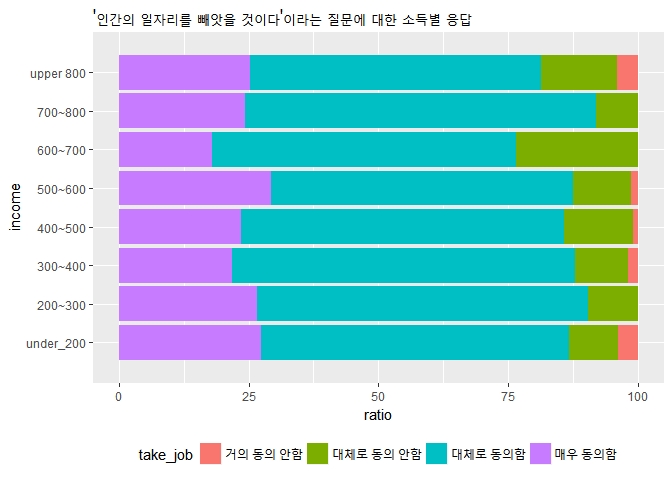 '인간의 일자리를 빼앗을 것이다'이라는 질문에 대한 소득별 응답
income
upper 800
700~800
600~700
500~600
400~500
300~400
200~300
under_200
0 25 50 75 100
ratio
take_job 거의 동의 안함 대체로 동의 안함 대체로 동의함 매우 동의함